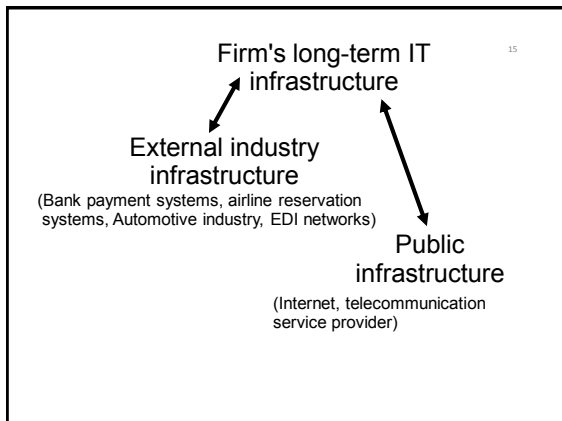 Firm's long-term IT
infrastructure
15
External industry
infrastructure
(Bank payment systems, airline reservation
systems, Automotive industry, EDI networks)
Public
infrastructure
(Internet, telecommunication
service provider)